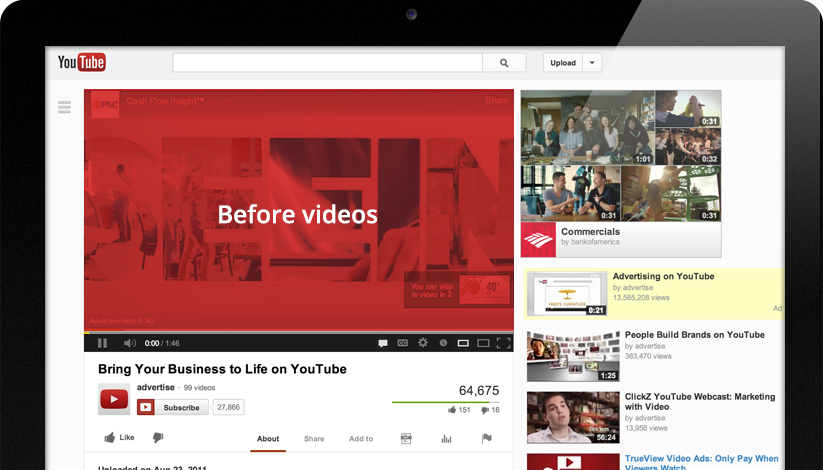 YouTube
Upload
PNC
Cash Flow Insight™
Share
Before videos
You can skip
to video in 2
Advertisement 0:30
0:00 / 1:46
Bring Your Business to Life on YouTube
advertise · 99 videos
Subscribe
27,866
64,675
151
16
Like
About
Share
Add to
Uploaded on Aug 23, 2011
0:31
1:01
0:32
0:31
0:31
Commercials
by bankofamerica
FRED'S FURNITURE
0:21
Advertising on YouTube
by advertise
13,585,208 views
Ad
1:25
People Build Brands on YouTube
by advertise
383,470 views
56:24
ClickZ YouTube Webcast: Marketing
with Video
by advertise
13,956 views
TrueView Video Ads: Only Pay When
Viewers Watch